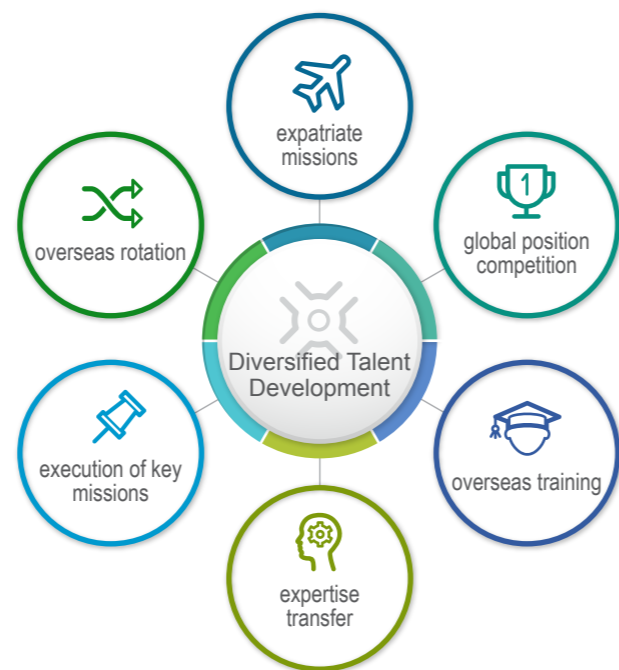 expatriate
missions
global position
competition
1
overseas training
expertise
transfer
execution of key
missions
overseas rotation
Diversified Talent
Development